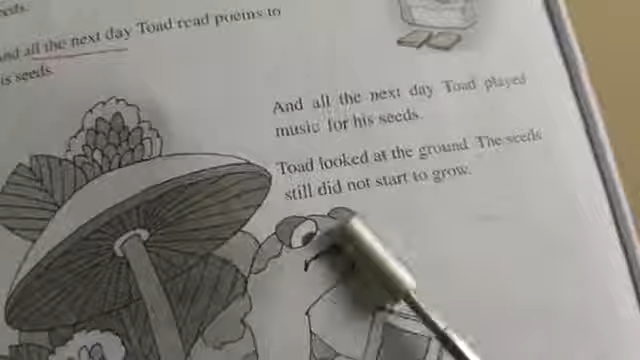 seeds.
And all the next day Toad read poems to
his seeds.
And all the next day Toad played
music for his seeds.
Toad looked at the ground. The seeds
still did not start to grow.